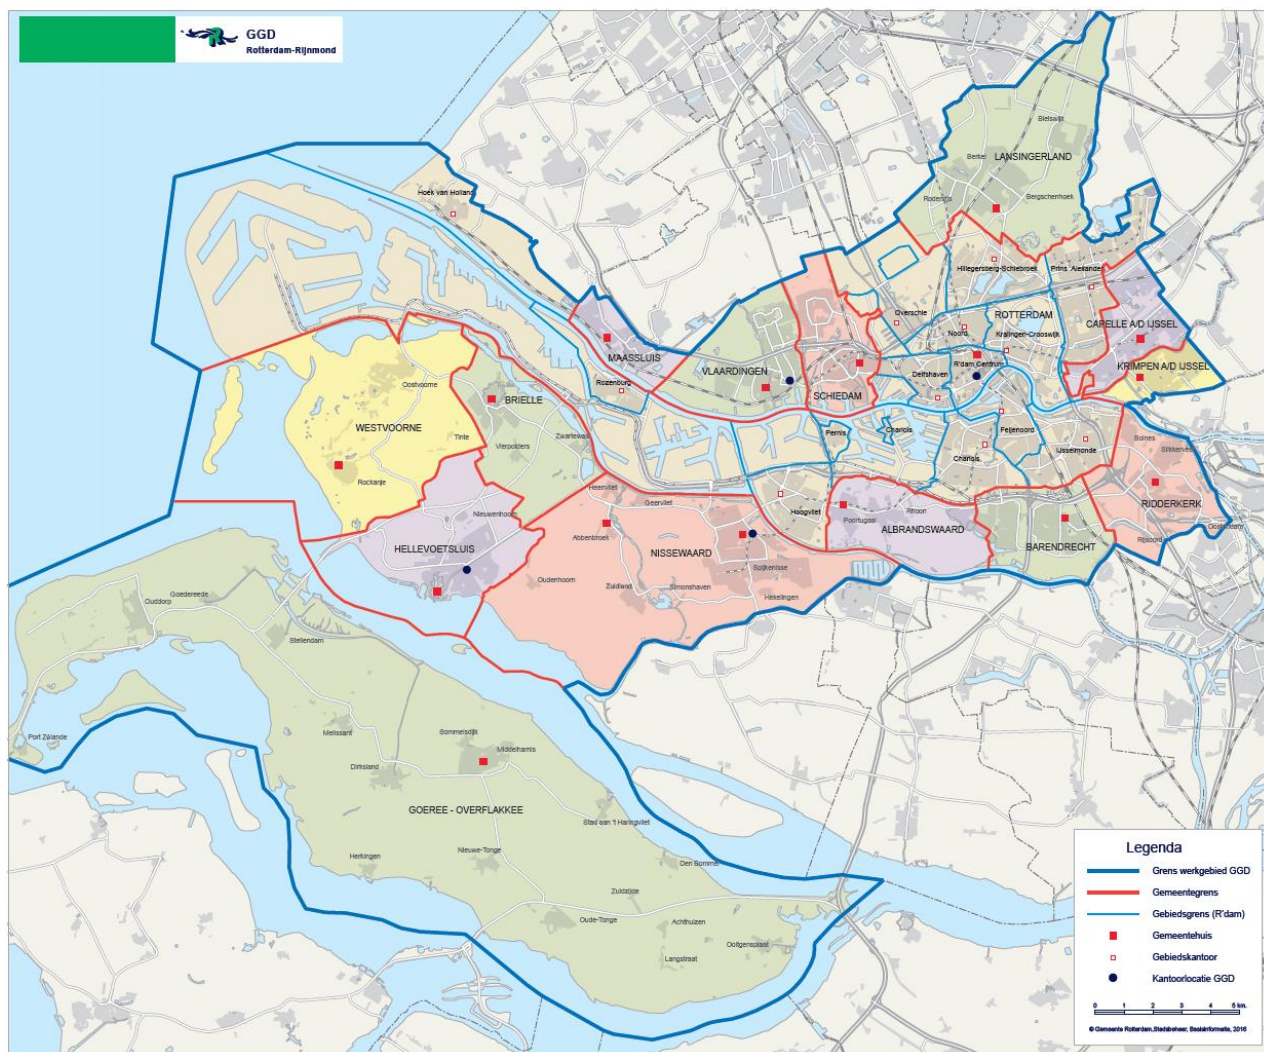 GGD
Rotterdam-Rijnmond
Bleiswijk
Berkel
LANSINGERLAND
Rodenrijs
Bergschenhoek
Hoek van Holland
Hillegersberg-Schiebroek
Prins Alexander
Overschie
ROTTERDAM
Noord
Kralingen-Crooswijk
CAPELLE A/D IJSSEL
MAASSLUIS
VLAARDINGEN
R'dam Centrum
KRIMPEN A/D IJSSEL
Delfshaven
Rozenburg
SCHIEDAM
Oostvoorne
BRIELLE
WESTVOORNE
Tinte
Vierpolders
Zwartewaal
Pernis
Charlois
Feijenoord
Charlois
IJsselmonde
Bolnes
Slikkerveer
Rockanje
Heenvliet
Geervliet
Hoogvliet
RIDDERKERK
Nieuwenhoorn
Poortugaal
Rhoon
ALBRANDSWAARD
Oostendam
Abbenbroek
NISSEWAARD
BARENDRECHT
Rijsoord
HELLEVOETSLUIS
Spijkenisse
Oudenhoorn
Zuidland
Simonshaven
Hekelingen
Goedereede
Ouddorp
Stellendam
Port Zélande
Melissant
Sommelsdijk
Middelharnis
Dirksland
GOEREE - OVERFLAKKEE
Stad aan 't Haringvliet
Herkingen
Nieuwe-Tonge
Den Bommel
Zuidzijde
Oude-Tonge
Achthuizen
Ooltgensplaat
Langstraat
Legenda
Grens werkgebied GGD
Gemeentegrens
Gebiedsgrens (R'dam)
Gemeentehuis
Gebiedskantoor
Kantoorlocatie GGD
0 1 2 3 4 5 km.
© Gemeente Rotterdam, Stadsbeheer, Basisinformatie, 2016